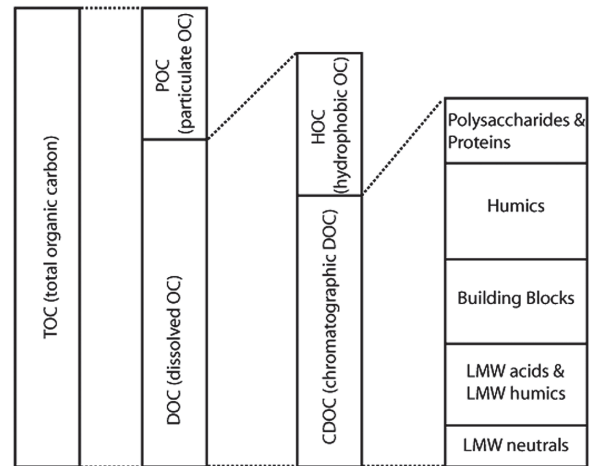 TOC (total organic carbon)
POC
(particulate OC)
DOC (dissolved OC)
HOC
(hydrophobic OC)
CDOC (chromatographic DOC)
Polysaccharides &
Proteins
Humics
Building Blocks
LMW acids &
LMW humics
LMW neutrals